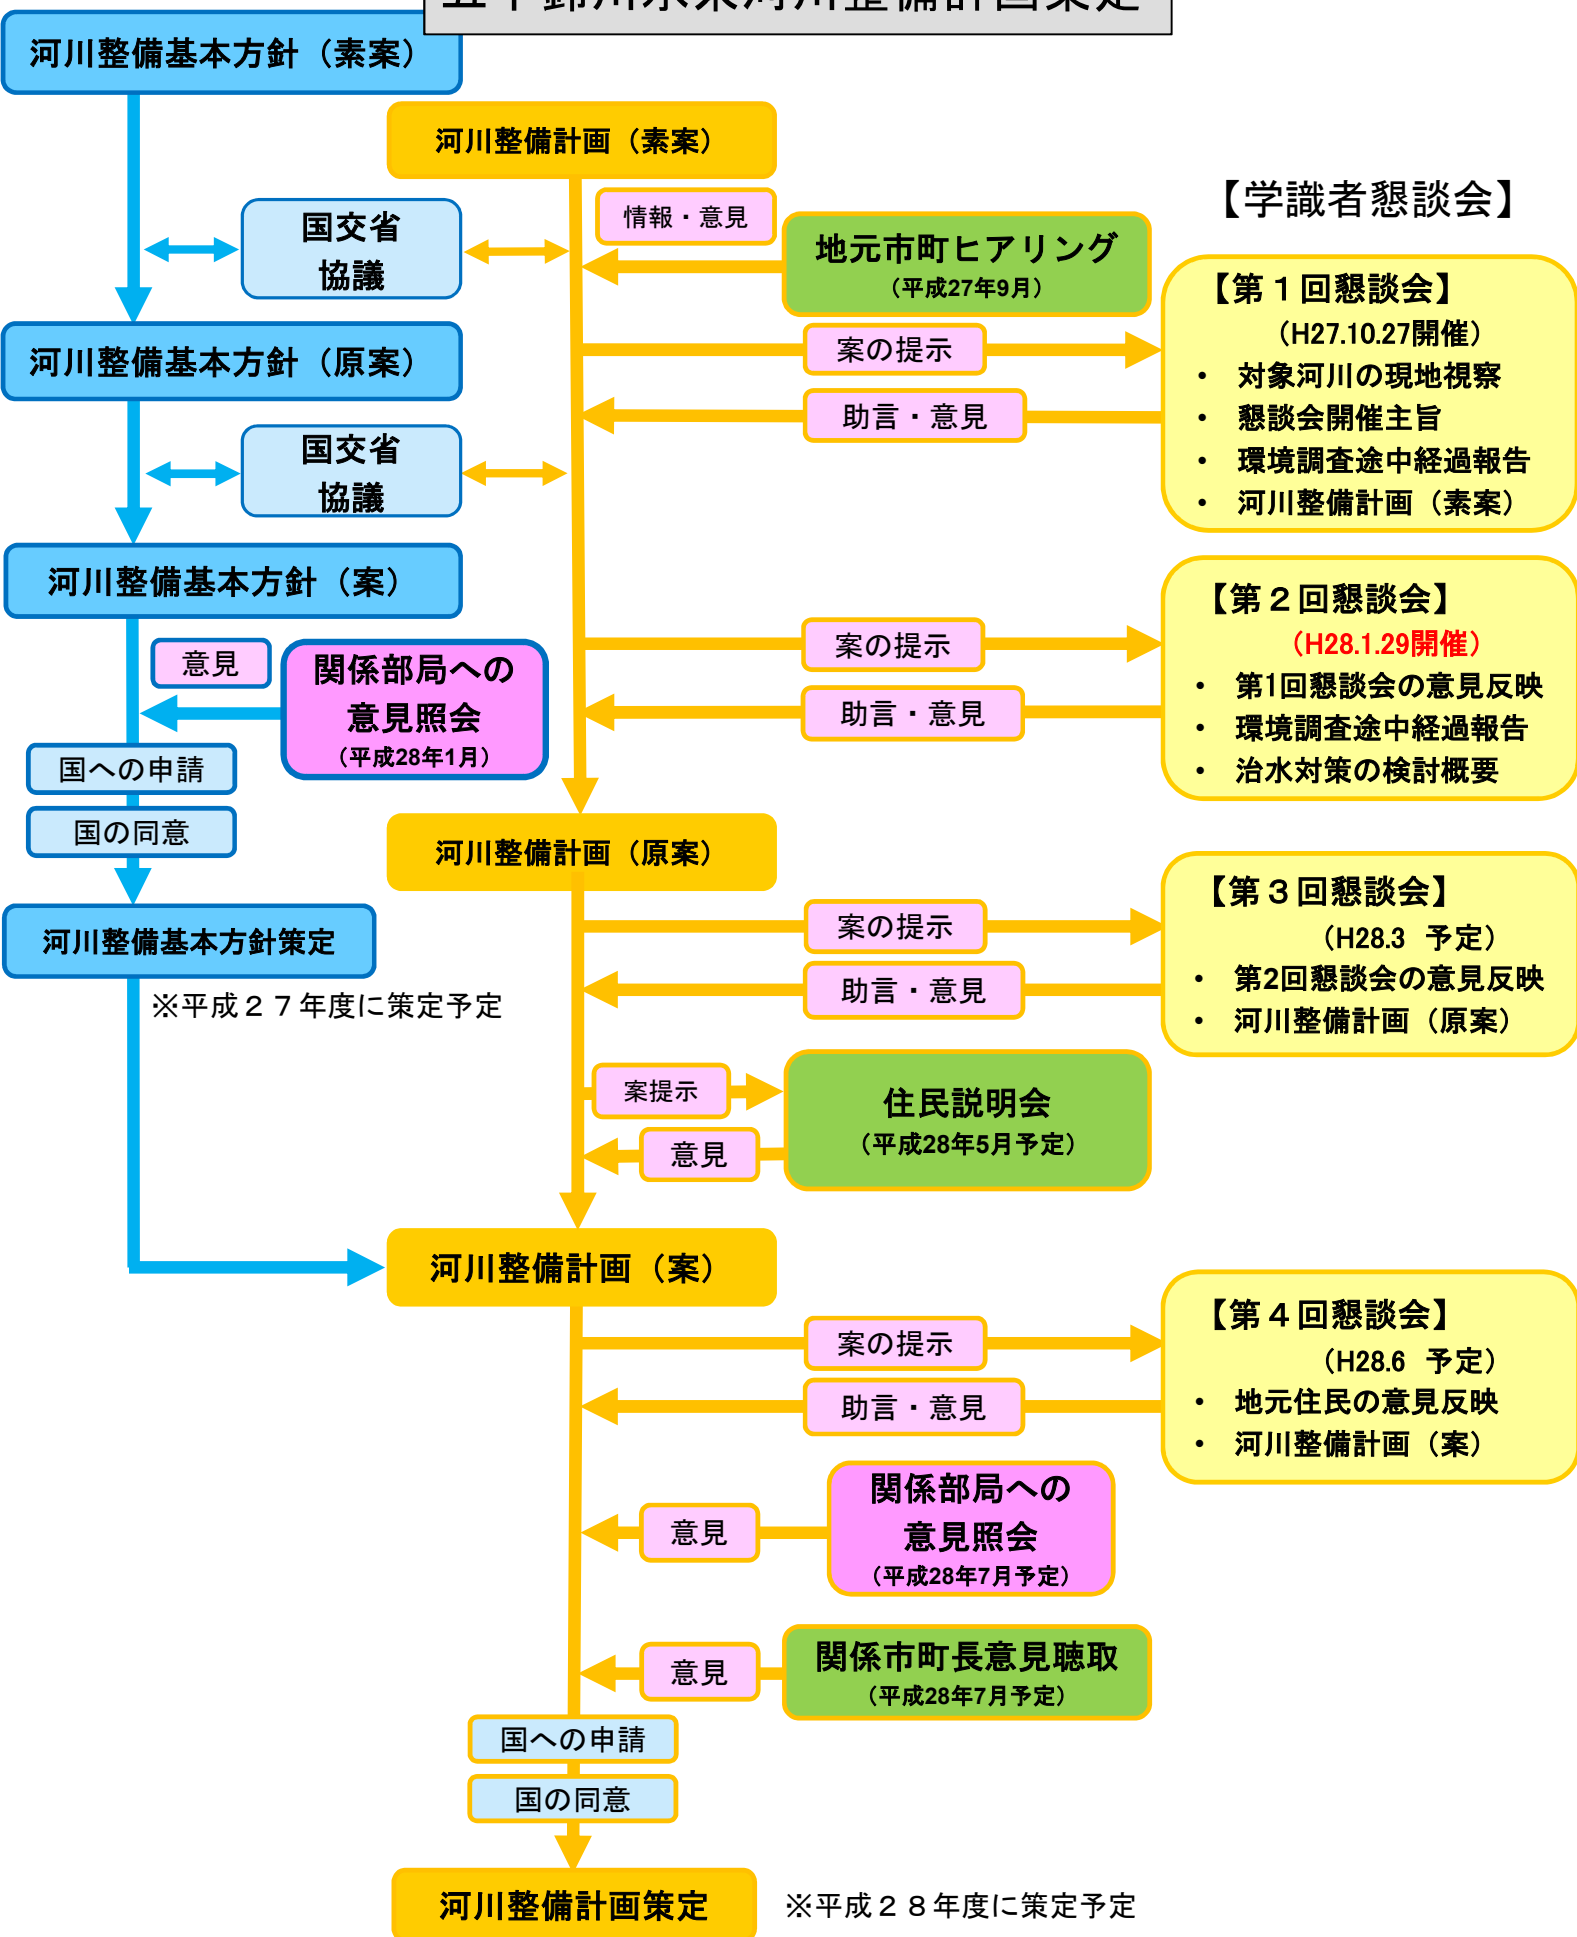 五十鈴川水系河川整備計画策定
河川整備基本方針（素案）
河川整備計画（素案）
【学識者懇談会】
情報・意見
国交省
協議
地元市町ヒアリング
（平成27年9月）
【第１回懇談会】
（H27.10.27開催）
・ 対象河川の現地視察
・ 懇談会開催主旨
・ 環境調査途中経過報告
・ 河川整備計画（素案）
案の提示
助言・意見
河川整備基本方針（原案）
国交省
協議
河川整備基本方針（案）
意見
関係部局への
意見照会
（平成28年1月）
案の提示
助言・意見
【第２回懇談会】
（H28.1.29開催）
・ 第1回懇談会の意見反映
・ 環境調査途中経過報告
・ 治水対策の検討概要
国への申請
国の同意
河川整備計画（原案）
河川整備基本方針策定
※平成２７年度に策定予定
案の提示
助言・意見
【第３回懇談会】
（H28.3 予定）
・ 第2回懇談会の意見反映
・ 河川整備計画（原案）
案提示
意見
住民説明会
（平成28年5月予定）
河川整備計画（案）
案の提示
助言・意見
【第４回懇談会】
（H28.6 予定）
・ 地元住民の意見反映
・ 河川整備計画（案）
意見
関係部局への
意見照会
（平成28年7月予定）
意見
関係市町長意見聴取
（平成28年7月予定）
国への申請
国の同意
河川整備計画策定
※平成２８年度に策定予定